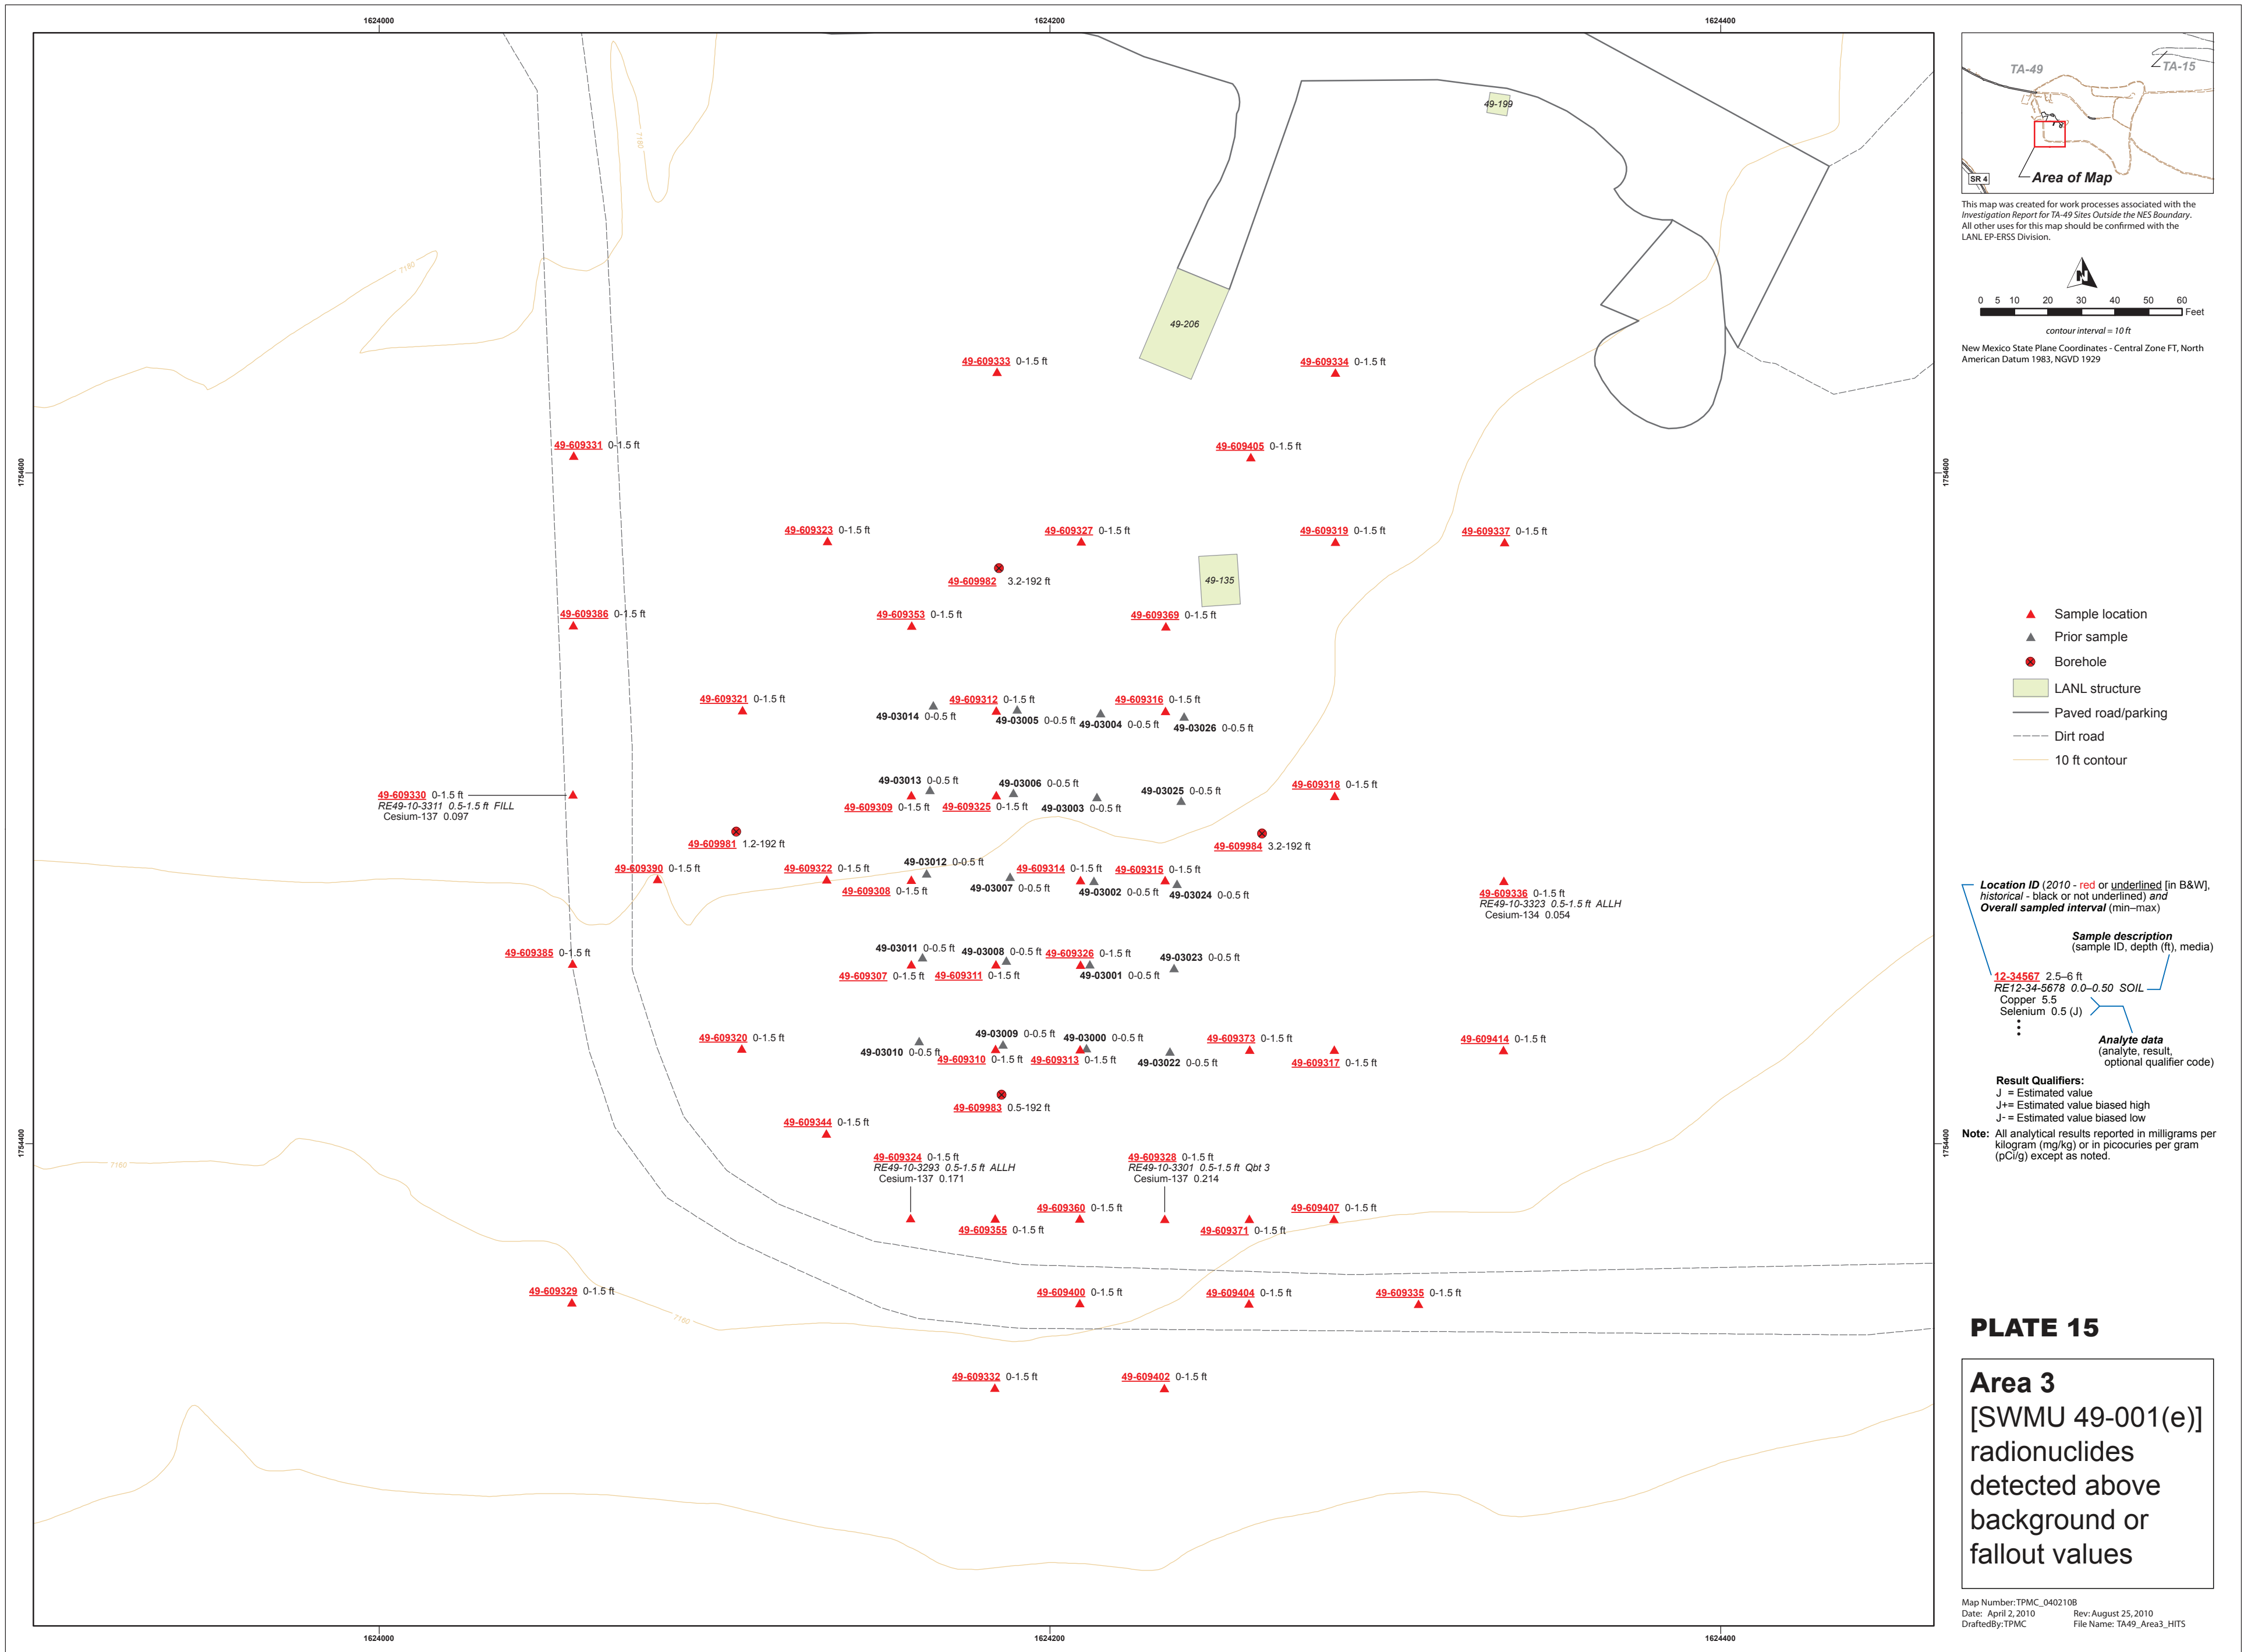 1624000
1624200
1624400
7180
7190
49-199
49-206
49-609333 0-1.5 ft
49-609334 0-1.5 ft
49-609331 0-1.5 ft
49-609405 0-1.5 ft
1754600
1754600
49-609323 0-1.5 ft
49-609327 0-1.5 ft
49-609319 0-1.5 ft
49-609337 0-1.5 ft
49-609982 3.2-192 ft
49-135
49-609386 0-1.5 ft
49-609353 0-1.5 ft
49-609369 0-1.5 ft
49-609321 0-1.5 ft
49-03014 0-0.5 ft
49-609312 0-1.5 ft
49-03005 0-0.5 ft
49-03004 0-0.5 ft
49-609316 0-1.5 ft
49-03026 0-0.5 ft
49-03013 0-0.5 ft
49-03006 0-0.5 ft
49-03025 0-0.5 ft
49-609318 0-1.5 ft
49-609330 0-1.5 ft
RE49-10-3311 0.5-1.5 ft FILL
Cesium-137 0.097
49-609309 0-1.5 ft
49-609325 0-1.5 ft
49-03003 0-0.5 ft
49-609981 1.2-192 ft
49-609984 3.2-192 ft
49-609390 0-1.5 ft
49-609322 0-1.5 ft
49-03012 0-0.5 ft
49-609308 0-1.5 ft
49-03007 0-0.5 ft
49-609314 0-1.5 ft
49-03002 0-0.5 ft
49-609315 0-1.5 ft
49-03024 0-0.5 ft
49-609336 0-1.5 ft
RE49-10-3323 0.5-1.5 ft ALLH
Cesium-134 0.054
49-609385 0-1.5 ft
49-03011 0-0.5 ft
49-03008 0-0.5 ft
49-609326 0-1.5 ft
49-03023 0-0.5 ft
49-609307 0-1.5 ft
49-609311 0-1.5 ft
49-03001 0-0.5 ft
49-609320 0-1.5 ft
49-03010 0-0.5 ft
49-03009 0-0.5 ft
49-03000 0-0.5 ft
49-609310 0-1.5 ft
49-609313 0-1.5 ft
49-03022 0-0.5 ft
49-609373 0-1.5 ft
49-609317 0-1.5 ft
49-609414 0-1.5 ft
49-609983 0.5-192 ft
49-609344 0-1.5 ft
1754400
1754400
7160
49-609324 0-1.5 ft
RE49-10-3293 0.5-1.5 ft ALLH
Cesium-137 0.171
49-609328 0-1.5 ft
RE49-10-3301 0.5-1.5 ft Qbt 3
Cesium-137 0.214
49-609355 0-1.5 ft
49-609360 0-1.5 ft
49-609371 0-1.5 ft
49-609407 0-1.5 ft
49-609329 0-1.5 ft
7160
49-609400 0-1.5 ft
49-609404 0-1.5 ft
49-609335 0-1.5 ft
49-609332 0-1.5 ft
49-609402 0-1.5 ft
1624000
1624200
1624400
TA-49
TA-15
SR 4
Area of Map
This map was created for work processes associated with the
Investigation Report for TA-49 Sites Outside the NES Boundary.
All other uses for this map should be confirmed with the
LANL EP-ERSS Division.
N
0 5 10 20 30 40 50 60
Feet
contour interval = 10 ft
New Mexico State Plane Coordinates - Central Zone FT, North
American Datum 1983, NGVD 1929
Sample location
Prior sample
Borehole
LANL structure
Paved road/parking
Dirt road
10 ft contour
Location ID (2010 - red or underlined [in B&W],
historical - black or not underlined) and
Overall sampled interval (min–max)
Sample description
(sample ID, depth (ft), media)
12-34567 2.5–6 ft
RE12-34-5678 0.0–0.50 SOIL
Copper 5.5
Selenium 0.5 (J)
Analyte data
(analyte, result,
optional qualifier code)
Result Qualifiers:
J = Estimated value
J+= Estimated value biased high
J-= Estimated value biased low
Note: All analytical results reported in milligrams per
kilogram (mg/kg) or in picocuries per gram
(pCi/g) except as noted.
PLATE 15
Area 3
[SWMU 49-001(e)]
radionuclides
detected above
background or
fallout values
Map Number: TPMC_040210B
Date: April 2, 2010 Rev: August 25, 2010
DraftedBy: TPMC File Name: TA49_Area3_HITS